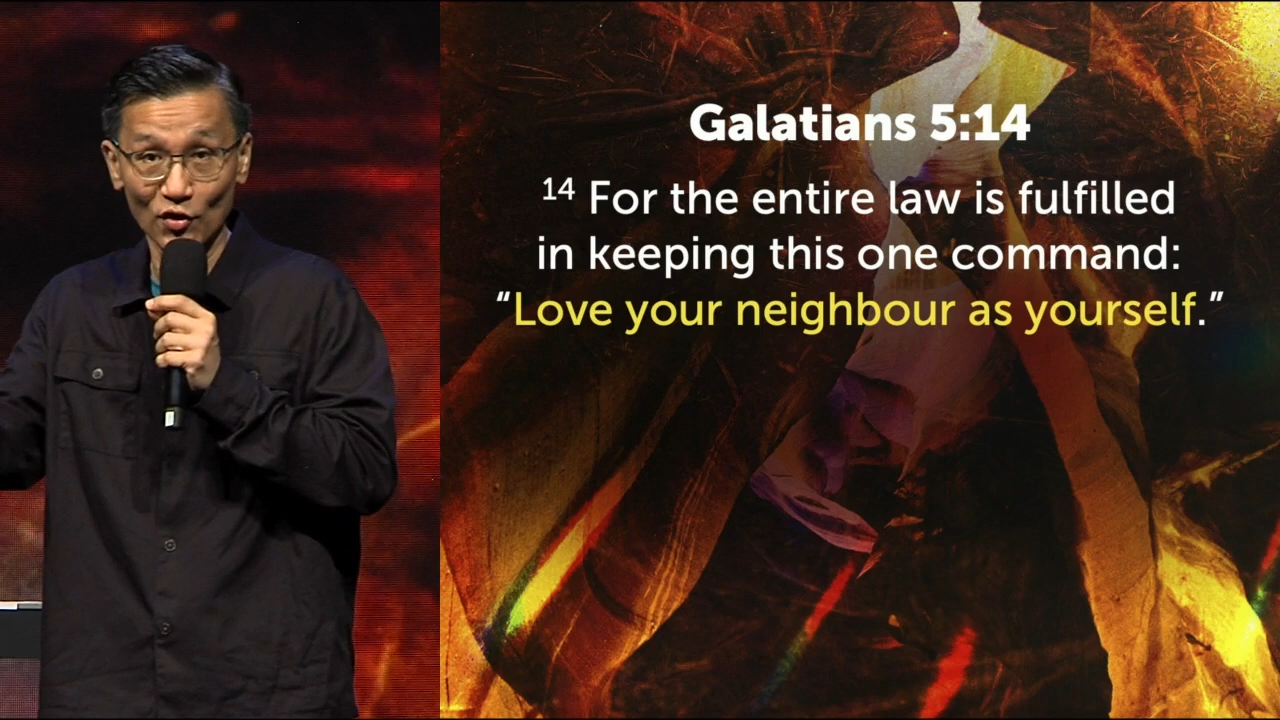 Galatians 5:14
14 For the entire law is fulfilled
in keeping this one command:
“Love your neighbour as yourself.”